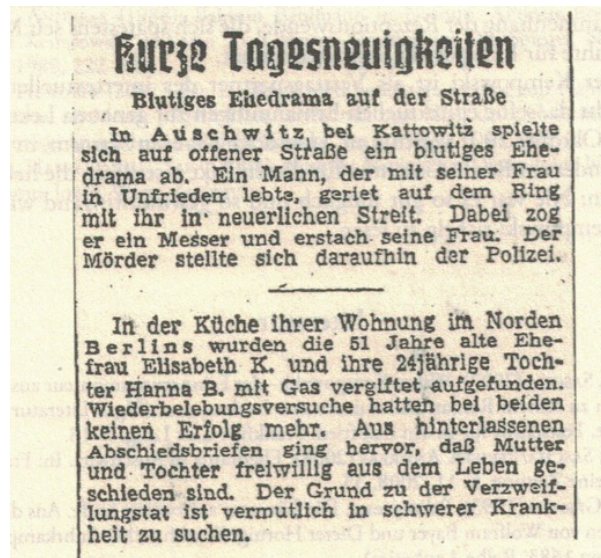 Kurze Tagesneuigkeiten
Blutiges Ehedrama auf der Straße
In Auschwitz bei Kattowitz spielte
sich auf offener Straße ein blutiges Ehe-
drama ab. Ein Mann, der mit seiner Frau
in Unfrieden lebte, geriet auf dem Ring
mit ihr in neuerlichen Streit. Dabei zog
er ein Messer und erstach seine Frau. Der
Mörder stellte sich daraufhin der Polizei.
In der Küche ihrer Wohnung im Norden
Berlins wurden die 51 Jahre alte Ehe-
frau Elisabeth K. und ihre 24jährige Toch-
ter Hanna B. mit Gas vergiftet aufgefunden.
Wiederbelebungsversuche hatten bei beiden
keinen Erfolg mehr. Aus hinterlassenen
Abschiedsbriefen ging hervor, daß Mutter
und Tochter freiwillig aus dem Leben ge-
schieden sind. Der Grund zu der Verzweif-
lungstat ist vermutlich in schwerer Krank-
heit zu suchen.